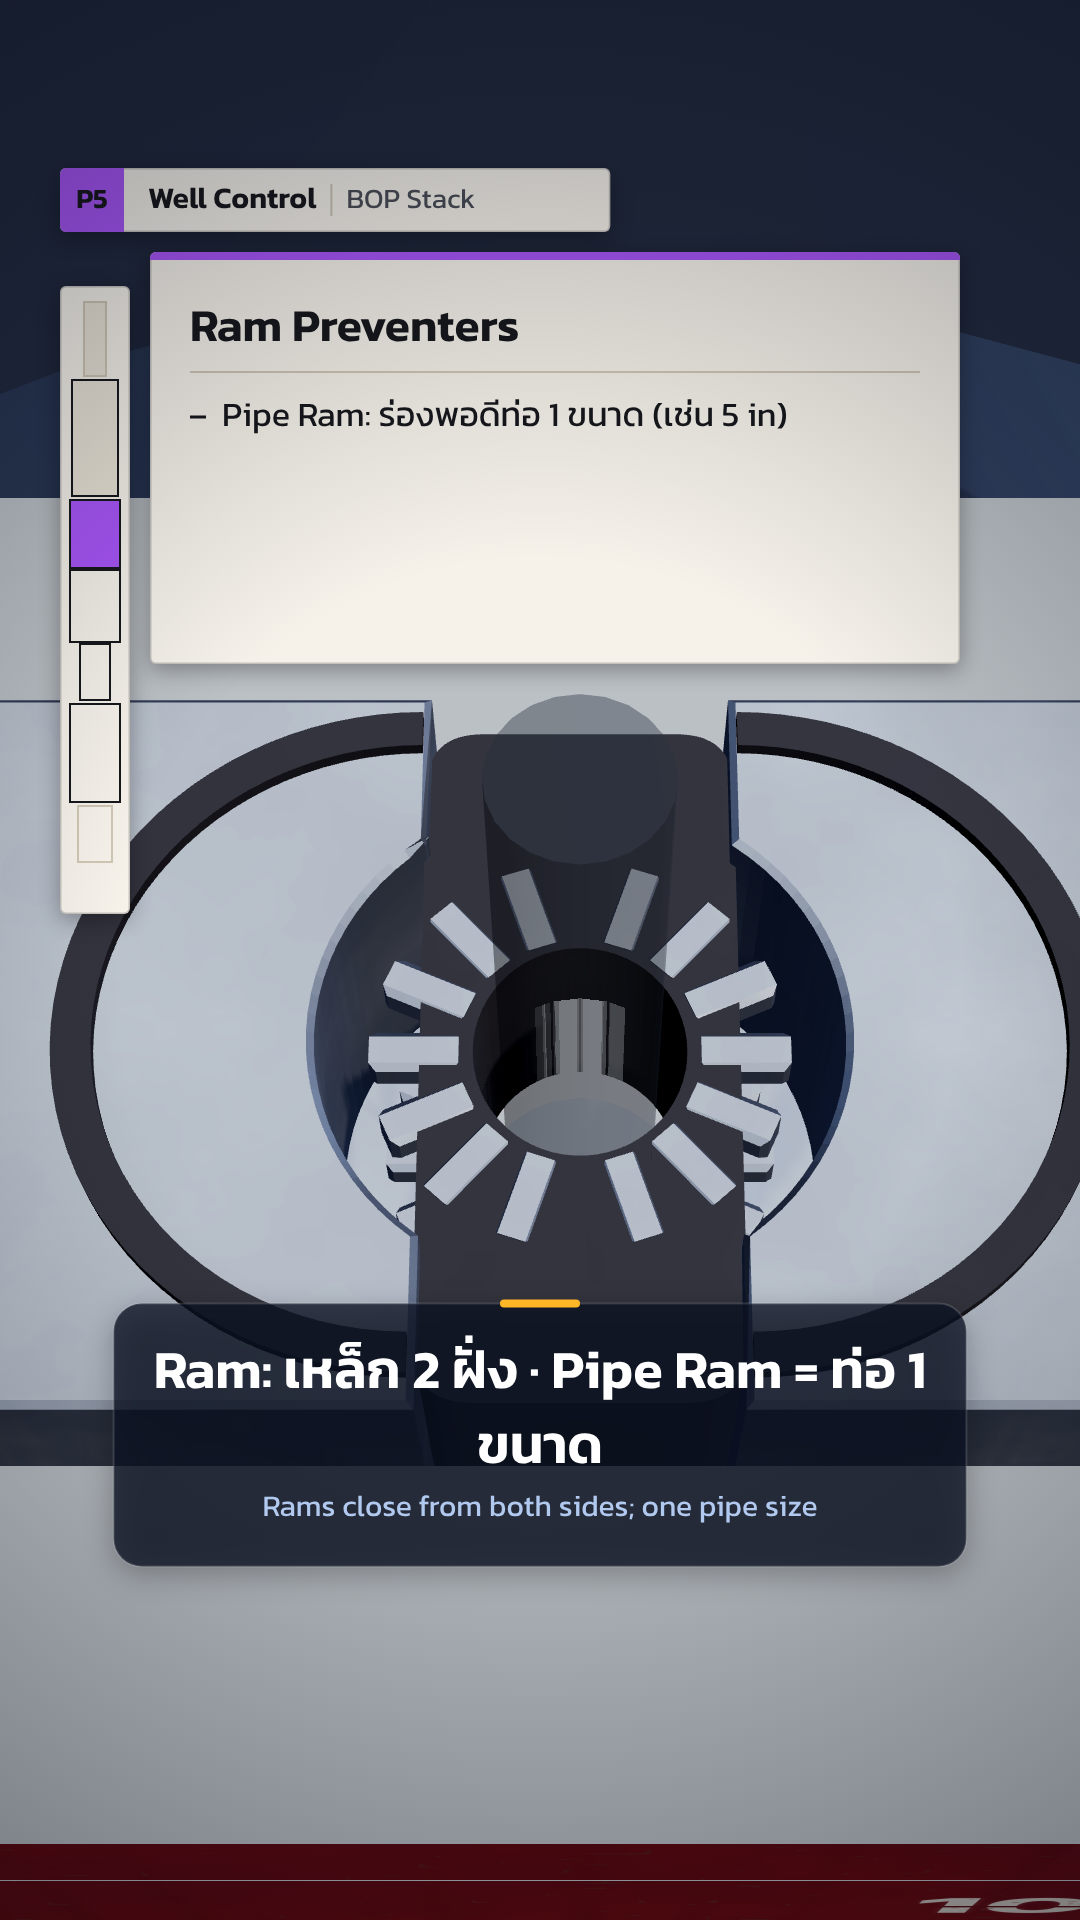 P5 Well Control BOP Stack
Ram Preventers
– Pipe Ram: ร่องพอดีท่อ 1 ขนาด (เช่น 5 in)
Ram: เหล็ก 2 ฝั่ง · Pipe Ram = ท่อ 1
ขนาด
Rams close from both sides; one pipe size
10